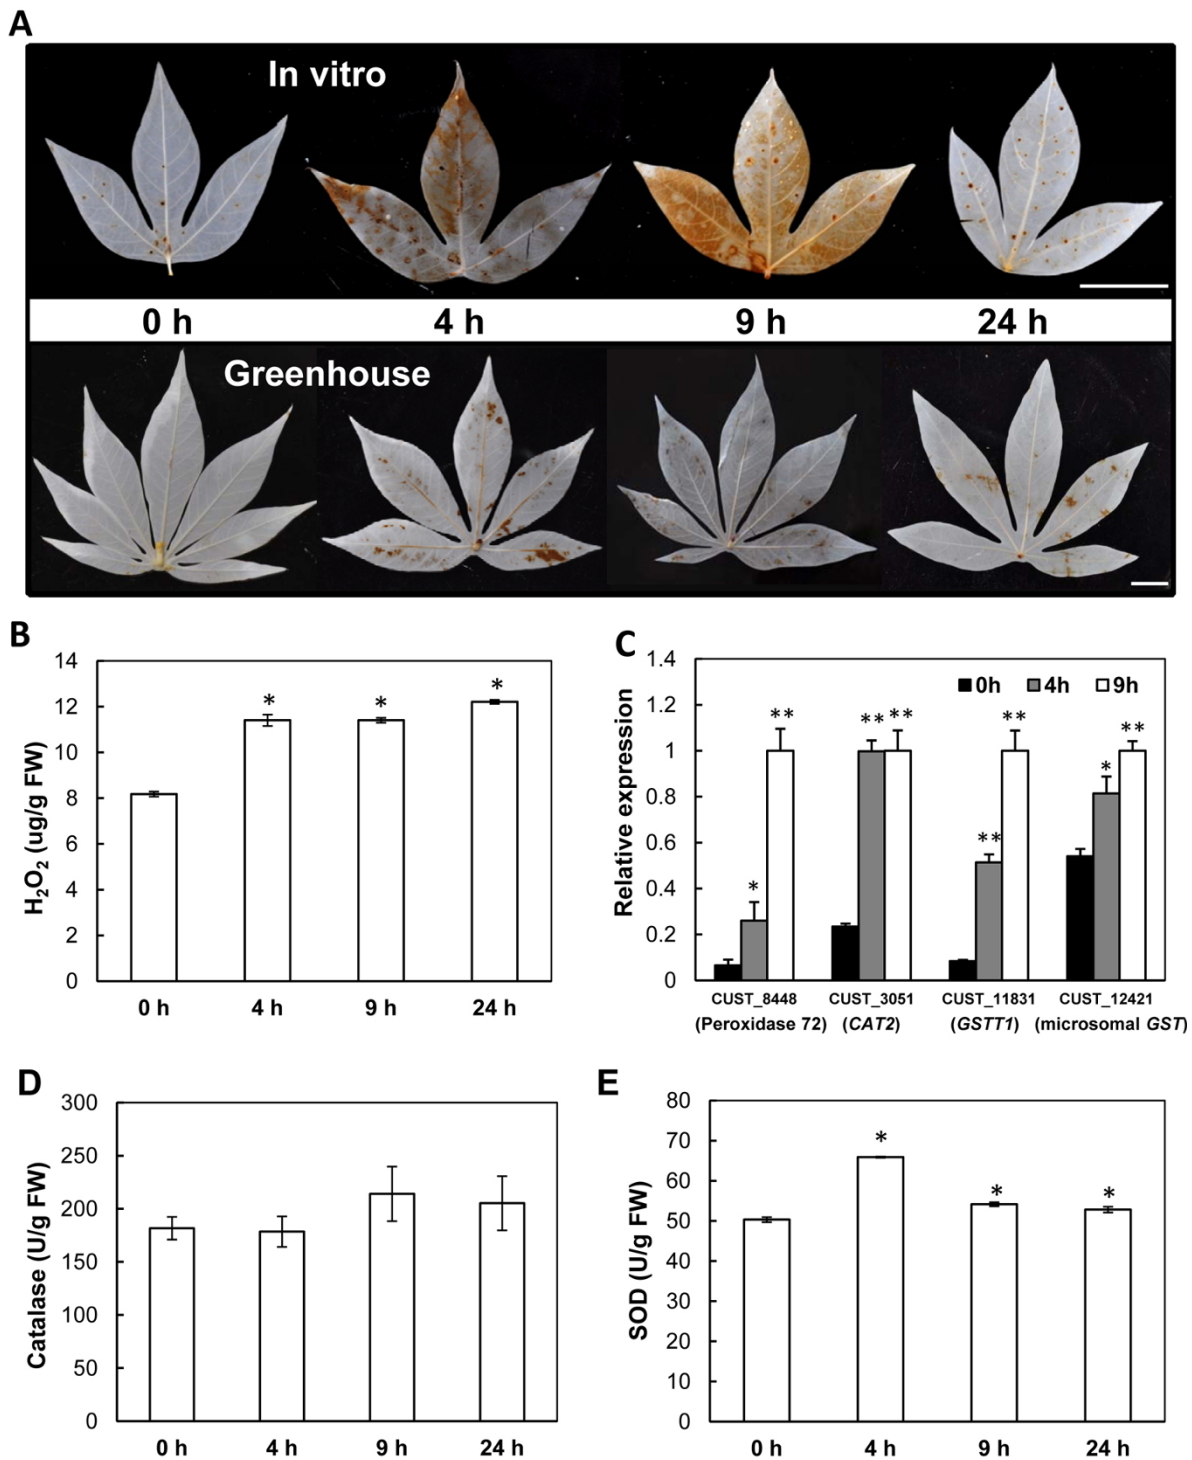 A
In vitro
0 h 4 h 9 h 24 h
Greenhouse
B
14
12
10
8
6
4
2
0
H₂O₂ (ug/g FW)
* * *
0 h 4 h 9 h 24 h
C
1.4
1.2
1
0.8
0.6
0.4
0.2
0
Relative expression
0h 4h 9h
* ** ** ** ** ** * **
CUST_8448 CUST_3051 CUST_11831 CUST_12421
(Peroxidase 72) (CAT2) (GSTT1) (microsomal GST)
D
300
250
200
150
100
50
0
Catalase (U/g FW)
0 h 4 h 9 h 24 h
E
80
70
60
50
40
30
20
10
0
SOD (U/g FW)
* * *
0 h 4 h 9 h 24 h